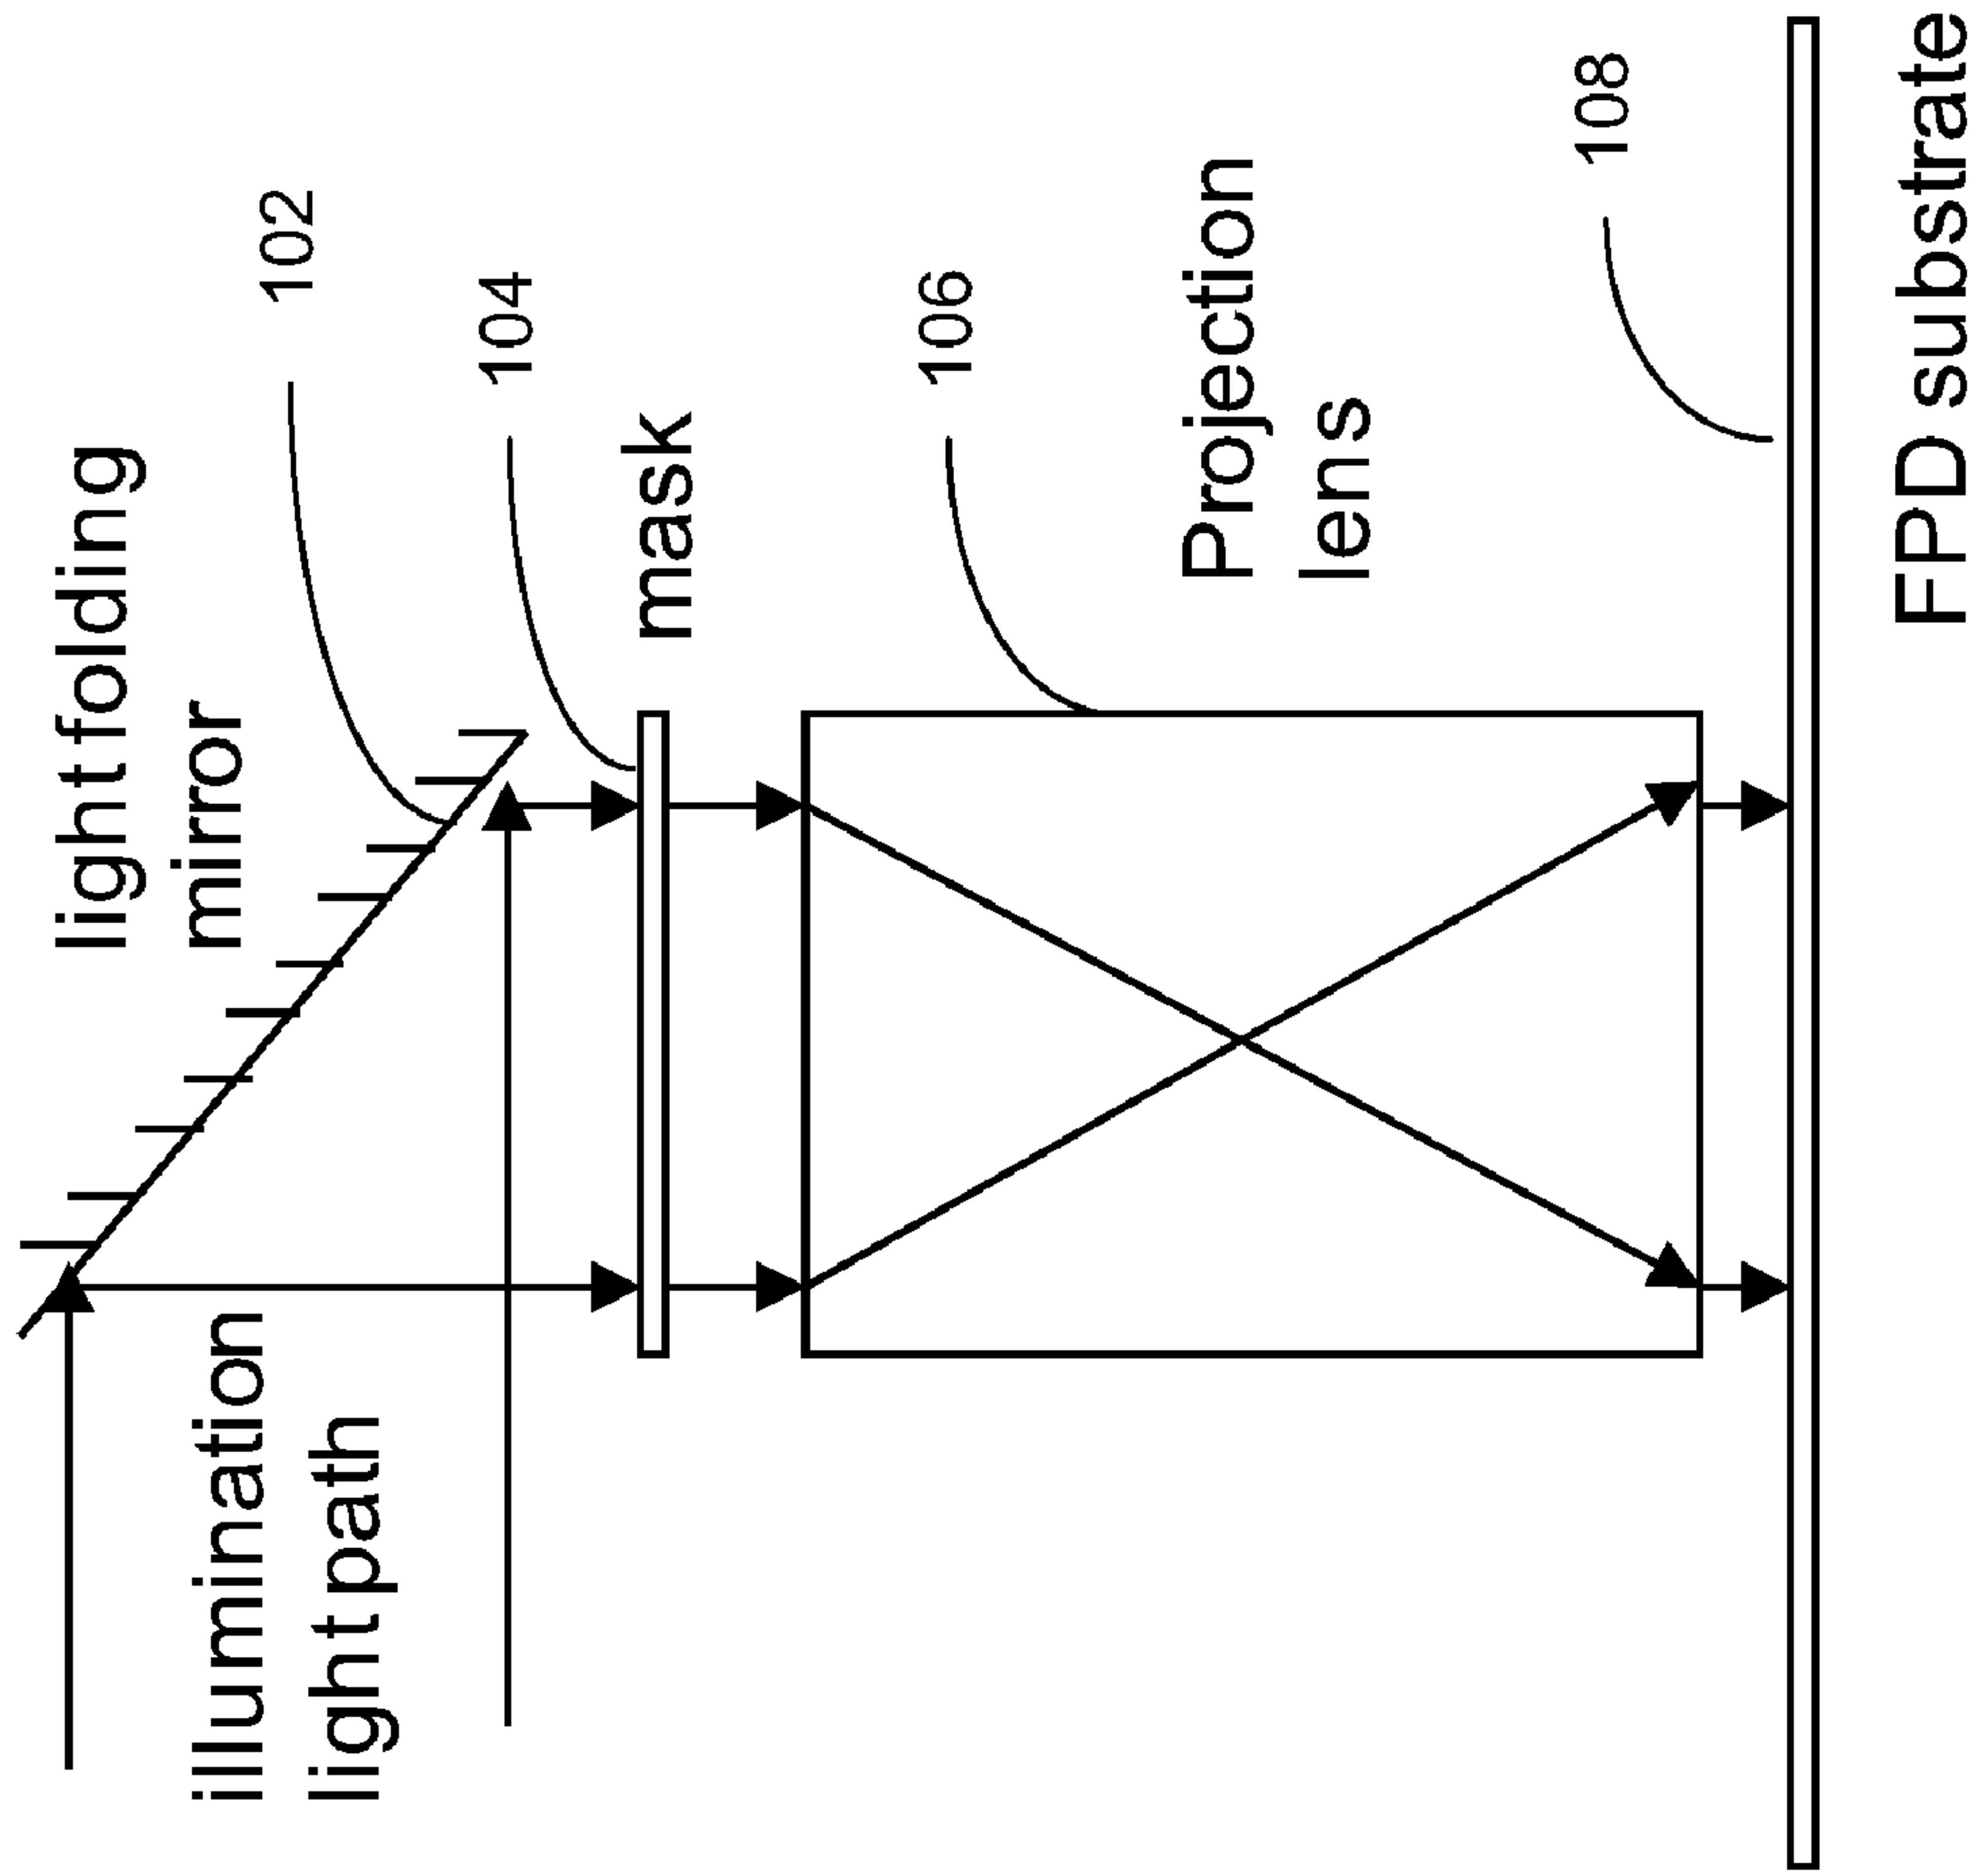 light folding
mirror
102
104
mask
illumination
light path
106
Projection
lens
108
FPD substrate